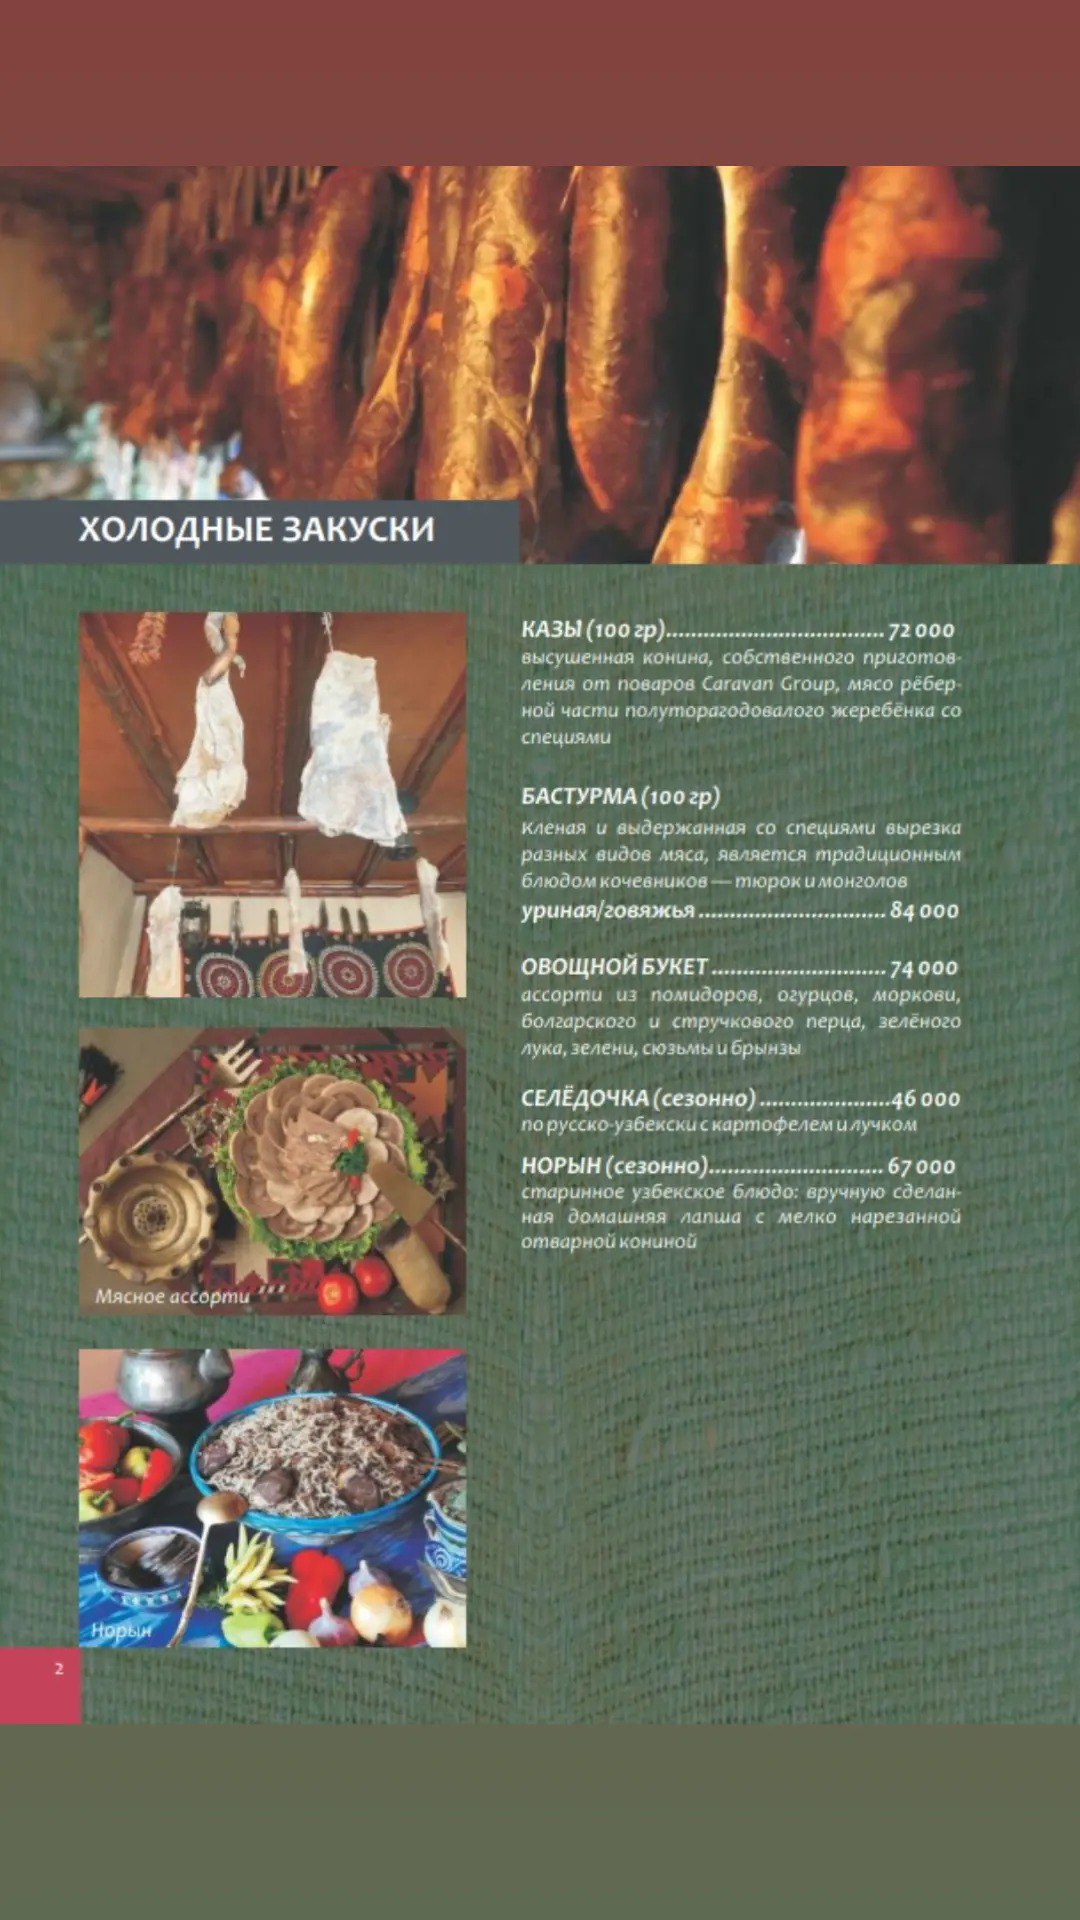 ХОЛОДНЫЕ ЗАКУСКИ
КАЗЫ (100 гр)................................... 72 000
высушенная конина, собственного приготов-
ления от поваров Caravan Group, мясо рёбер-
ной части полуторагодовалого жеребёнка со
специями
БАСТУРМА (100 гр)
Кленая и выдержанная со специями вырезка
разных видов мяса, является традиционным
блюдом кочевников — тюрок и монголов
уриная/говяжья .............................. 84 000
ОВОЩНОЙ БУКЕТ ............................ 74 000
ассорти из помидоров, огурцов, моркови,
болгарского и стручкового перца, зелёного
лука, зелени, сюзьмы и брынзы
СЕЛЁДОЧКА (сезонно) .....................46 000
по русско-узбекски с картофелем и лучком
НОРЫН (сезонно)............................ 67 000
старинное узбекское блюдо: вручную сделан-
ная домашняя лапша с мелко нарезанной
отварной кониной
Мясное ассорти
Норын
2